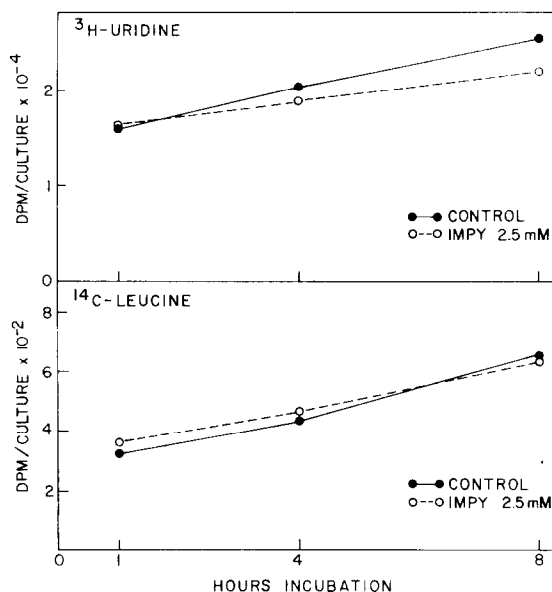 ³H-URIDINE
DPM/CULTURE x 10⁻⁴
2
1
0
●—● CONTROL
○--○ IMPY 2.5 mM
¹⁴C-LEUCINE
DPM/CULTURE x 10⁻²
8
6
4
2
●—● CONTROL
○--○ IMPY 2.5 mM
0 1 4 8
HOURS INCUBATION